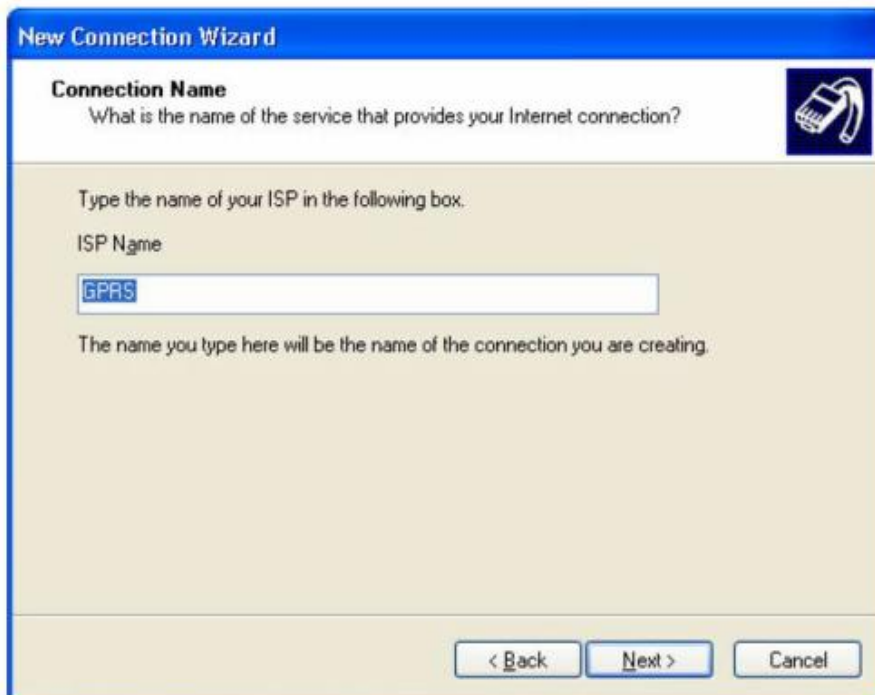 New Connection Wizard
Connection Name
What is the name of the service that provides your Internet connection?
Type the name of your ISP in the following box.
ISP Name
GPRS
The name you type here will be the name of the connection you are creating.
< Back Next > Cancel